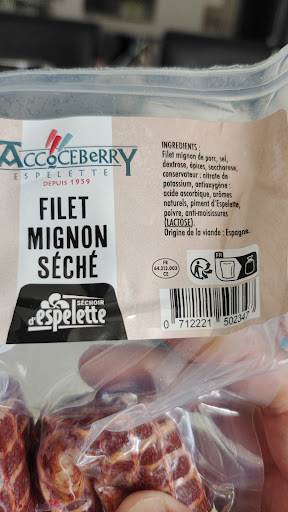 ACCOCEBERRY
ESPELETTE
DEPUIS 1959
FILET
MIGNON
SÉCHÉ
SÉCHOIR
d'espelette
INGREDIENTS :
Filet mignon de porc, sel,
dextrose, épices, saccharose,
conservateur : nitrate de
potassium, antioxygène :
acide ascorbique, arômes
naturels, piment d'Espelette,
poivre, anti-moisissures
(LACTOSE).
Origine de la viande : Espagne.
FR
64.213.003
CE
FR
0 712221 502347